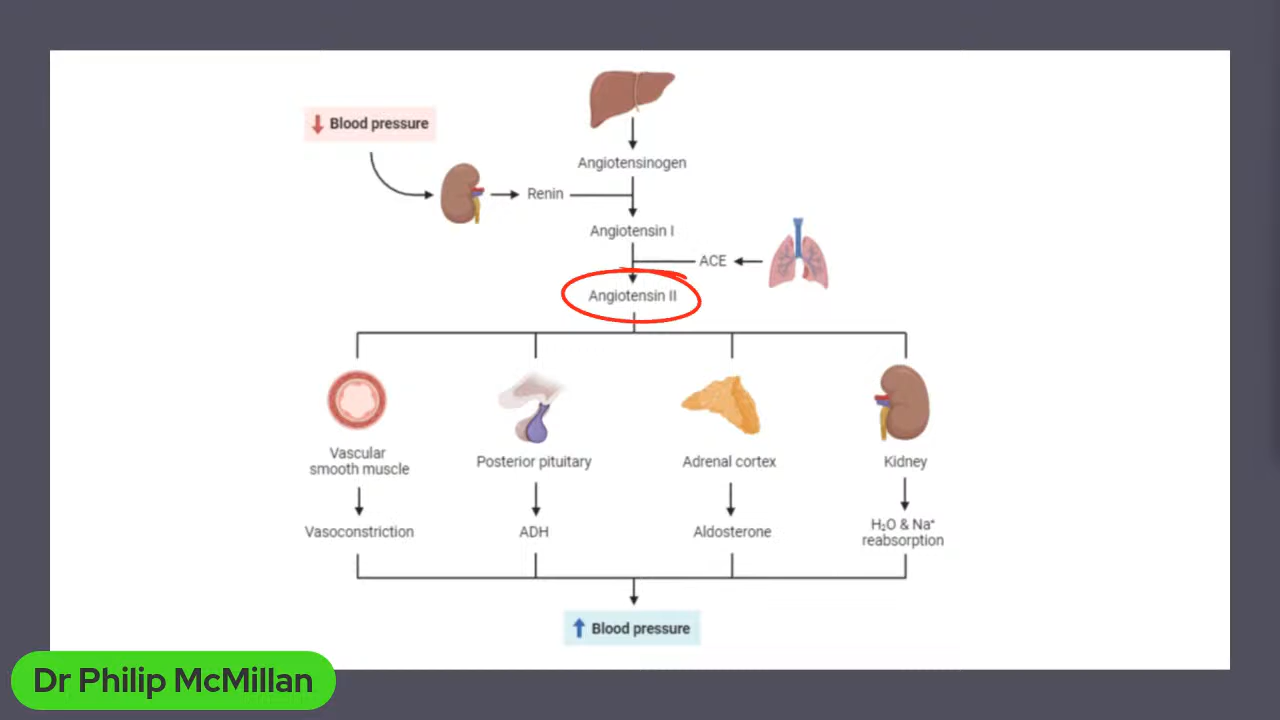 ↓ Blood pressure
Angiotensinogen
Renin
Angiotensin I
ACE
Angiotensin II
Vascular
smooth muscle
Posterior pituitary
Adrenal cortex
Kidney
Vasoconstriction
ADH
Aldosterone
H₂O & Na⁺
reabsorption
↑ Blood pressure
Dr Philip McMillan